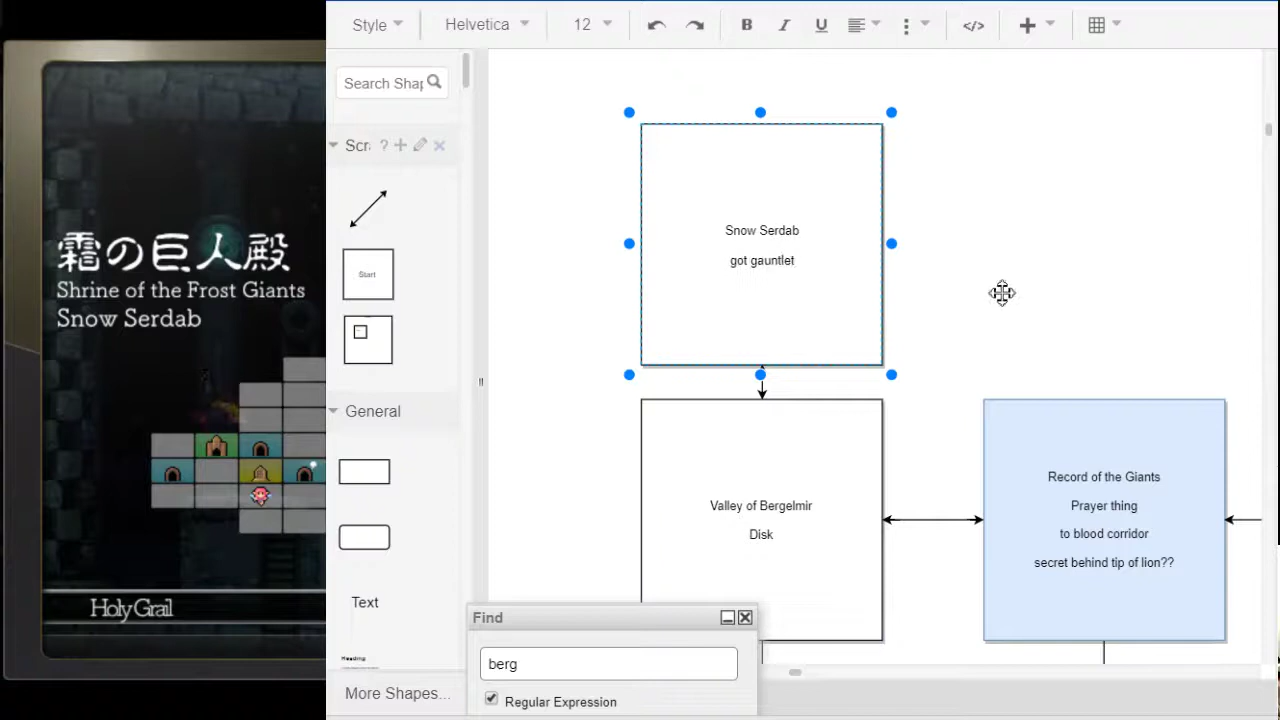 霜の巨人殿
Shrine of the Frost Giants
Snow Serdab
HolyGrail
Style
Helvetica
12
B
I
U
Search Shap
Scr
?
Start
General
Text
Heading
More Shapes...
Snow Serdab
got gauntlet
Valley of Bergelmir
Disk
Record of the Giants
Prayer thing
to blood corridor
secret behind tip of lion??
Find
berg
Regular Expression